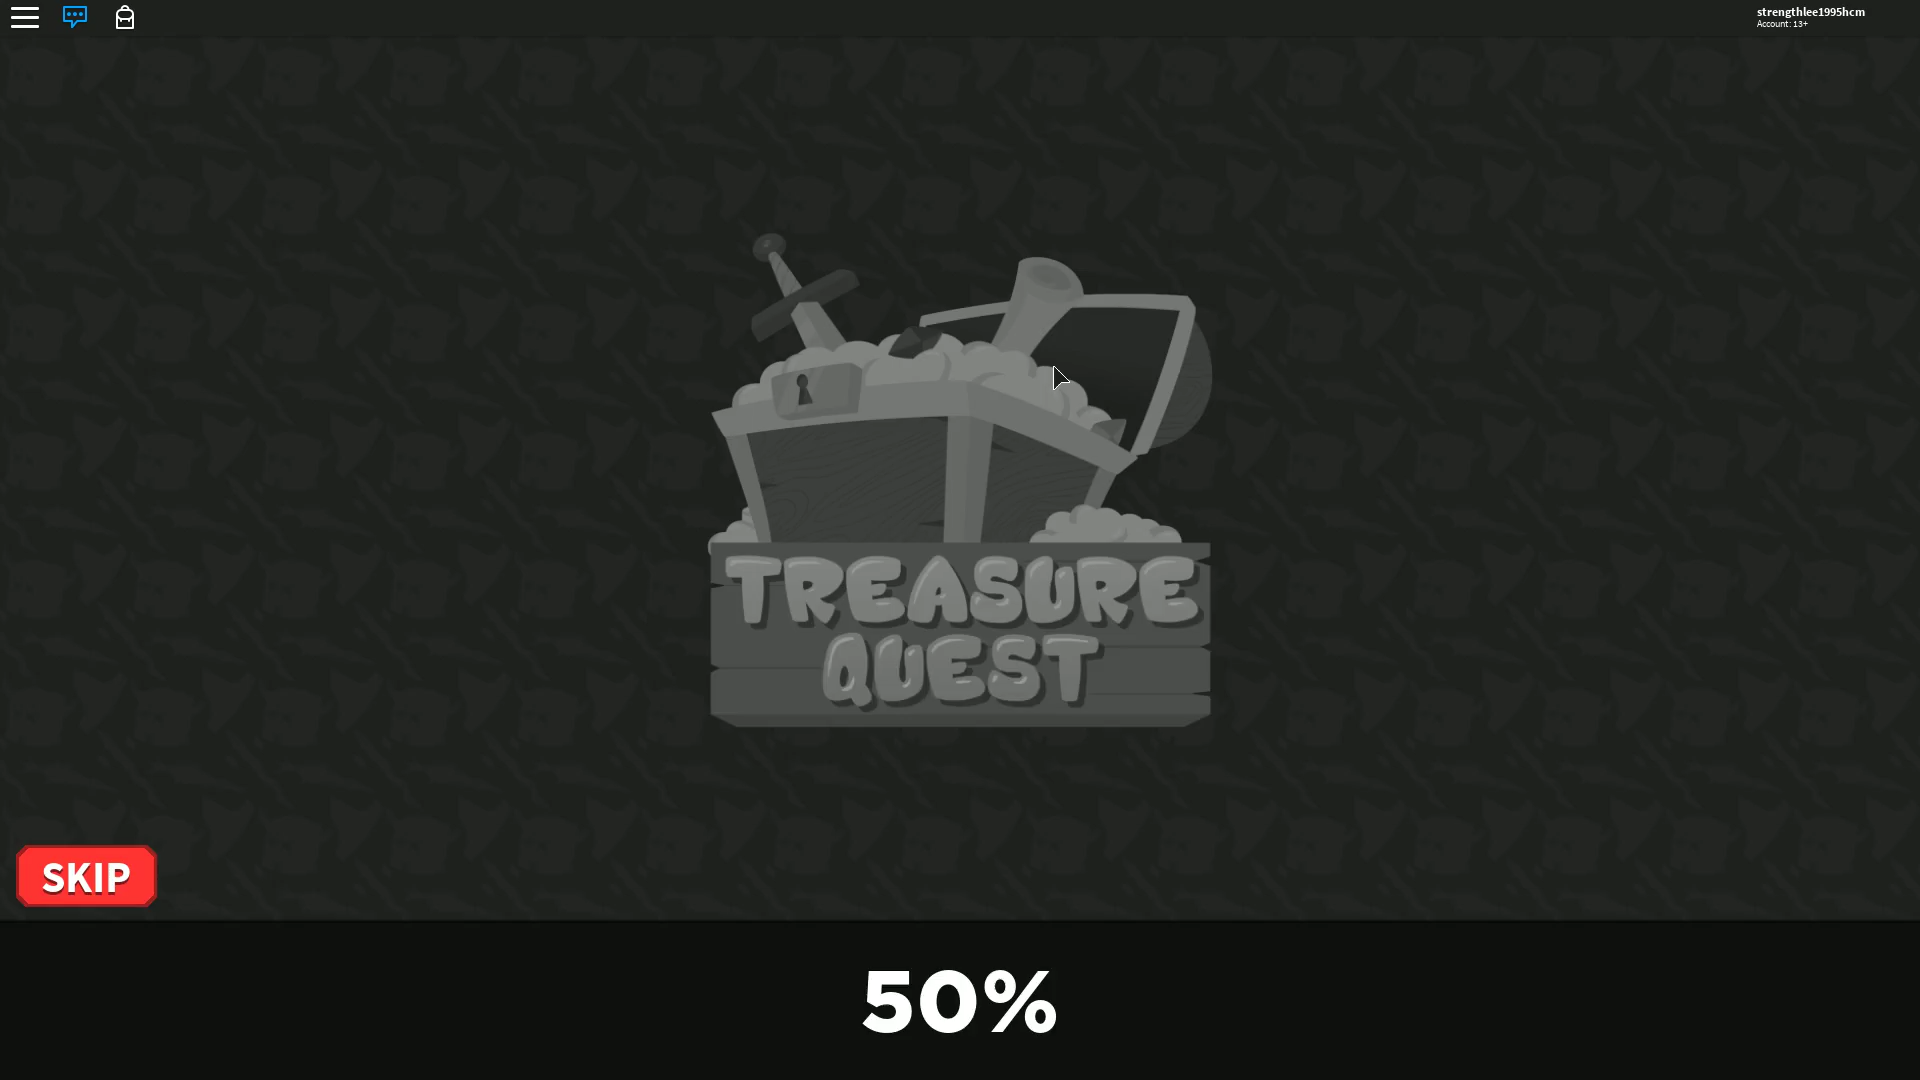 strengthlee1995hcm
Account: 13+
TREASURE
QUEST
SKIP
50%